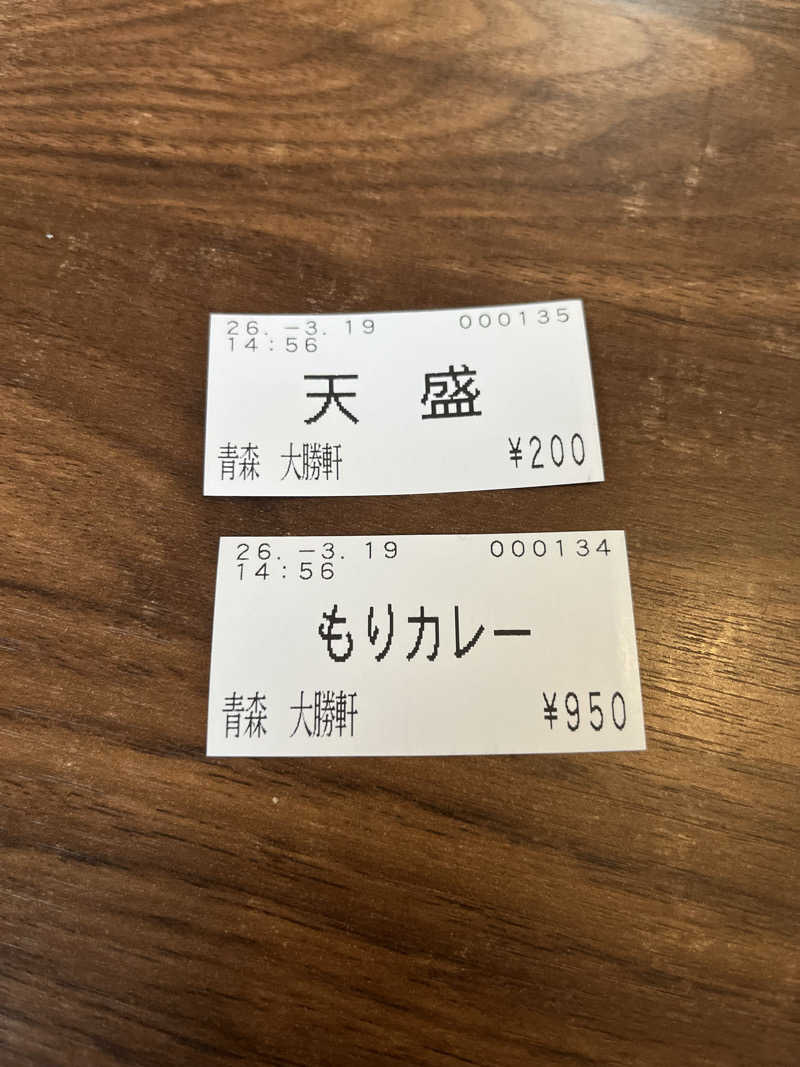 26.-3.19 000135
14:56
天 盛
青森 大勝軒 ¥200
26.-3.19 000134
14:56
もりカレー
青森 大勝軒 ¥950